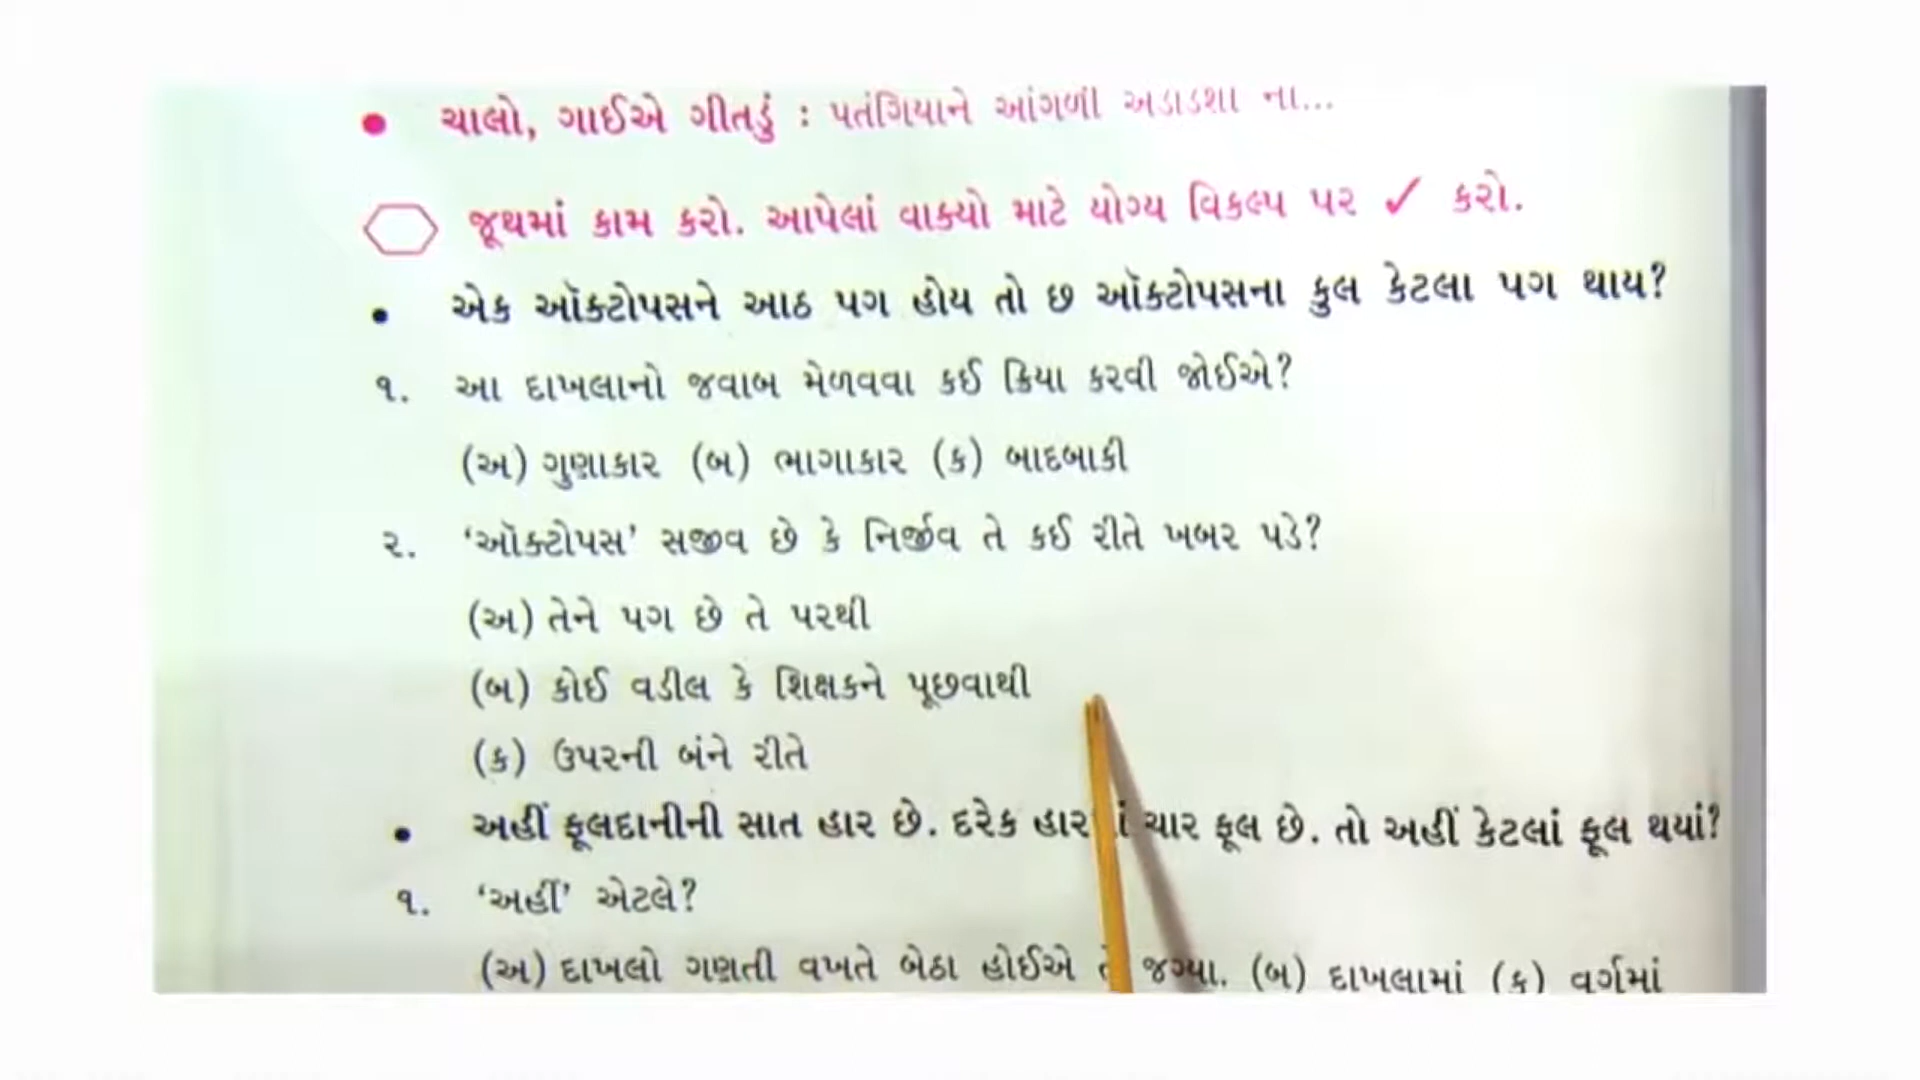 • ચાલો, ગાઈએ ગીતડું : પતંગિયાને આંગળી અડાડશો ના...
જૂથમાં કામ કરો. આપેલાં વાક્યો માટે યોગ્ય વિકલ્પ પર ✓ કરો.
• એક ઑક્ટોપસને આઠ પગ હોય તો છ ઑક્ટોપસના કુલ કેટલા પગ થાય?
૧. આ દાખલાનો જવાબ મેળવવા કઈ ક્રિયા કરવી જોઈએ?
(અ) ગુણાકાર (બ) ભાગાકાર (ક) બાદબાકી
૨. ‘ઑક્ટોપસ’ સજીવ છે કે નિર્જીવ તે કઈ રીતે ખબર પડે?
(અ) તેને પગ છે તે પરથી
(બ) કોઈ વડીલ કે શિક્ષકને પૂછવાથી
(ક) ઉપરની બંને રીતે
• અહીં ફૂલદાનીની સાત હાર છે. દરેક હારમાં ચાર ફૂલ છે. તો અહીં કેટલાં ફૂલ થયાં?
૧. ‘અહીં’ એટલે?
(અ) દાખલો ગણતી વખતે બેઠા હોઈએ તે જગ્યા. (બ) દાખલામાં (ક) વર્ગમાં